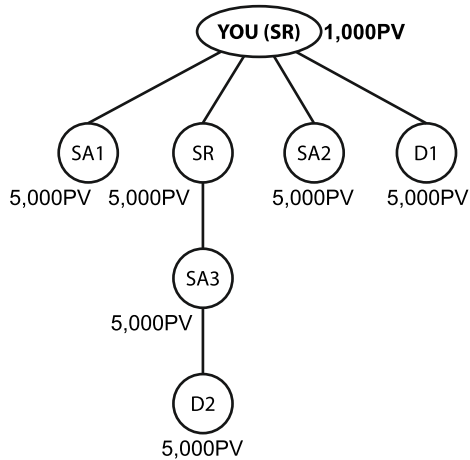 YOU (SR) 1,000PV
SA1 SR SA2 D1
5,000PV 5,000PV 5,000PV 5,000PV
SA3
5,000PV
D2
5,000PV